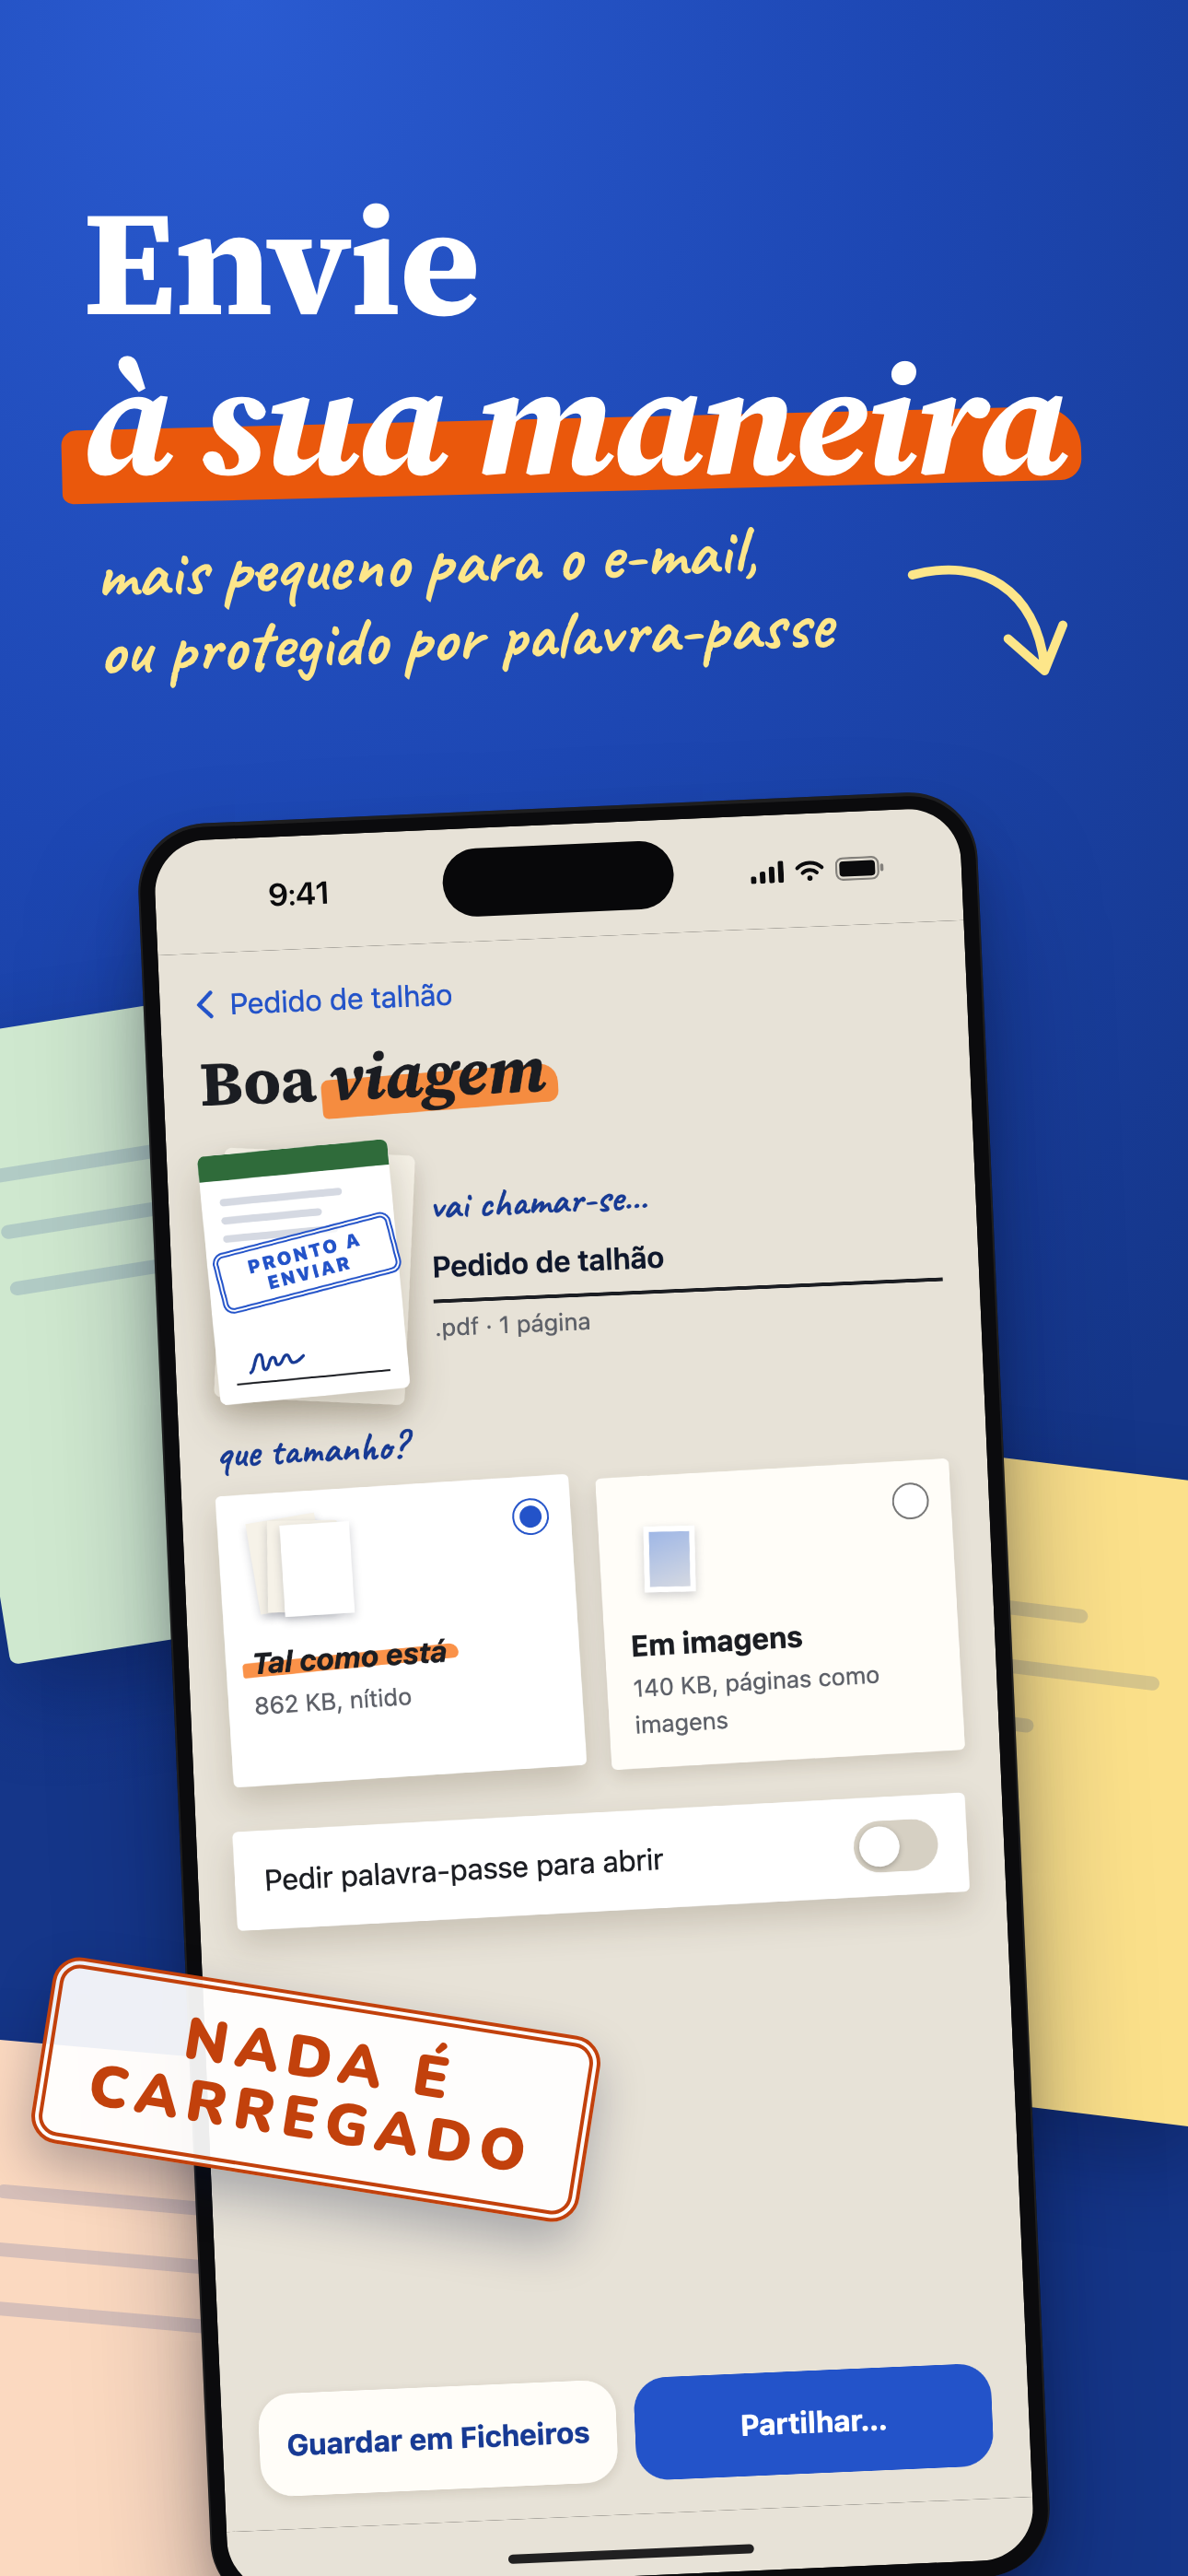 Envie
à sua maneira
mais pequeno para o e-mail,
ou protegido por palavra-passe
9:41
Pedido de talhão
Boa viagem
PRONTO A
ENVIAR
vai chamar-se...
Pedido de talhão
.pdf · 1 página
que tamanho?
Tal como está
862 KB, nítido
Em imagens
140 KB, páginas como
imagens
Pedir palavra-passe para abrir
NADA É
CARREGADO
Guardar em Ficheiros
Partilhar...